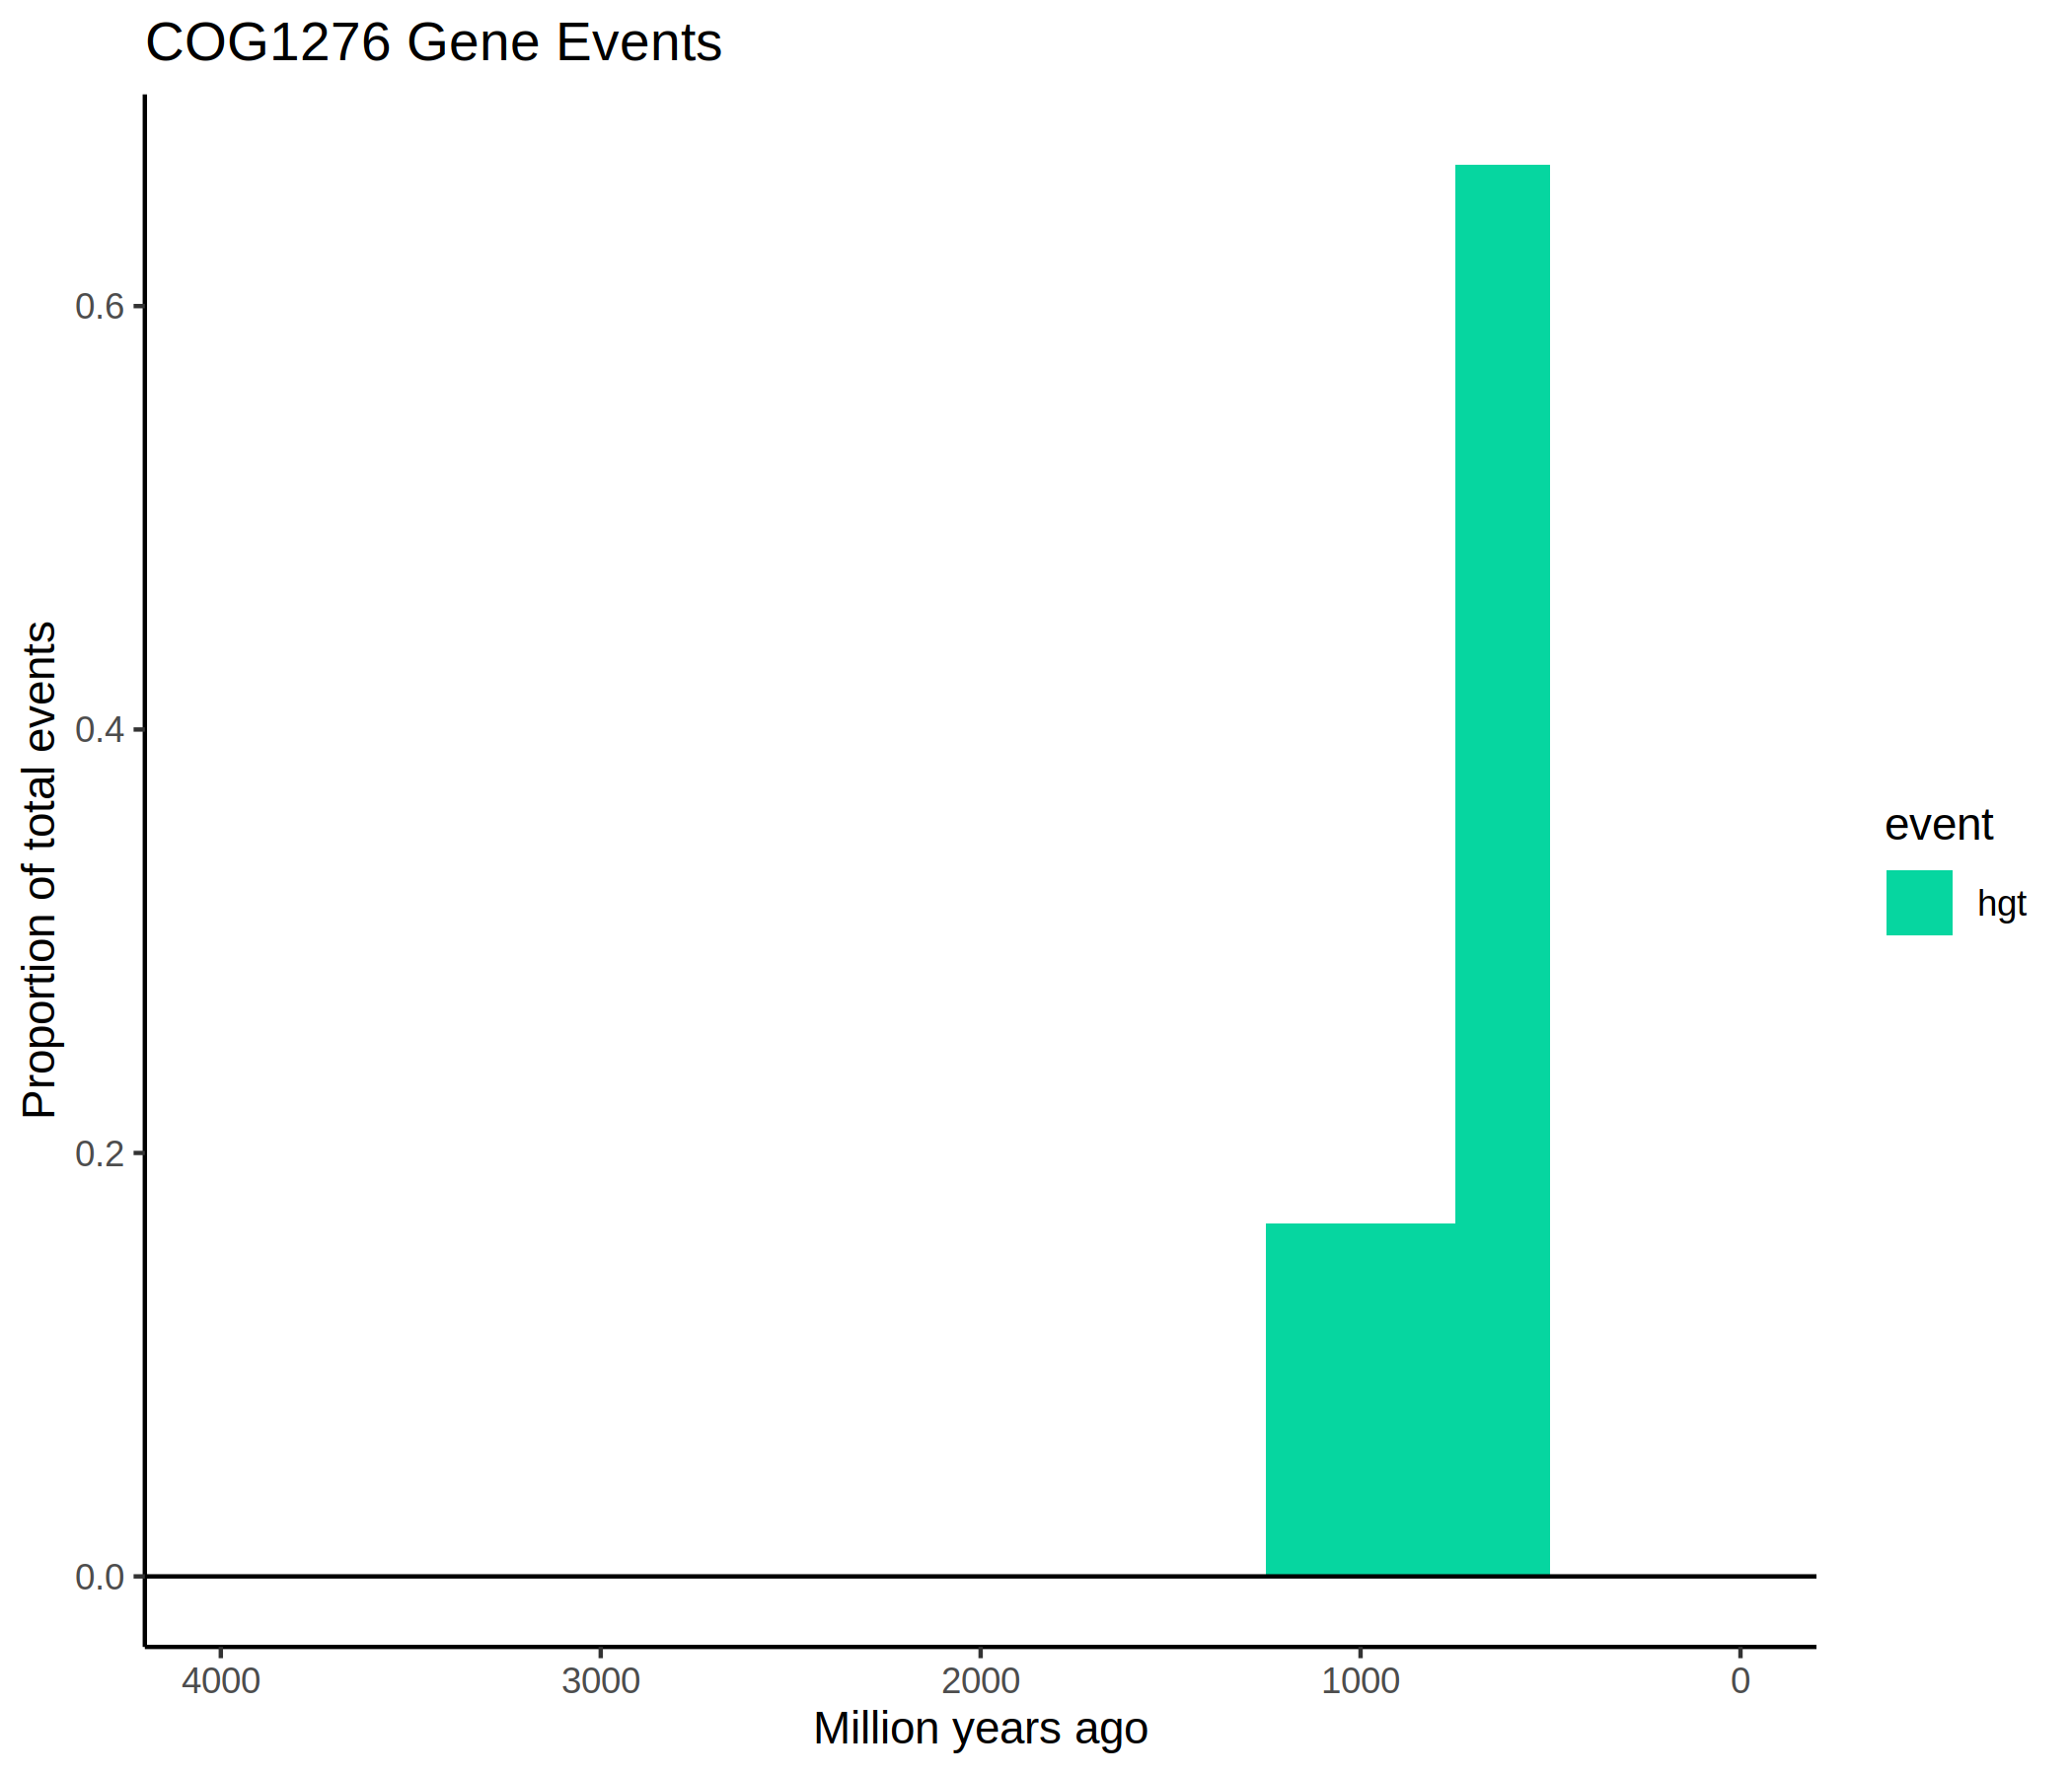 COG1276 Gene Events
Proportion of total events
0.6
0.4
0.2
0.0
4000 3000 2000 1000 0
Million years ago
event
hgt